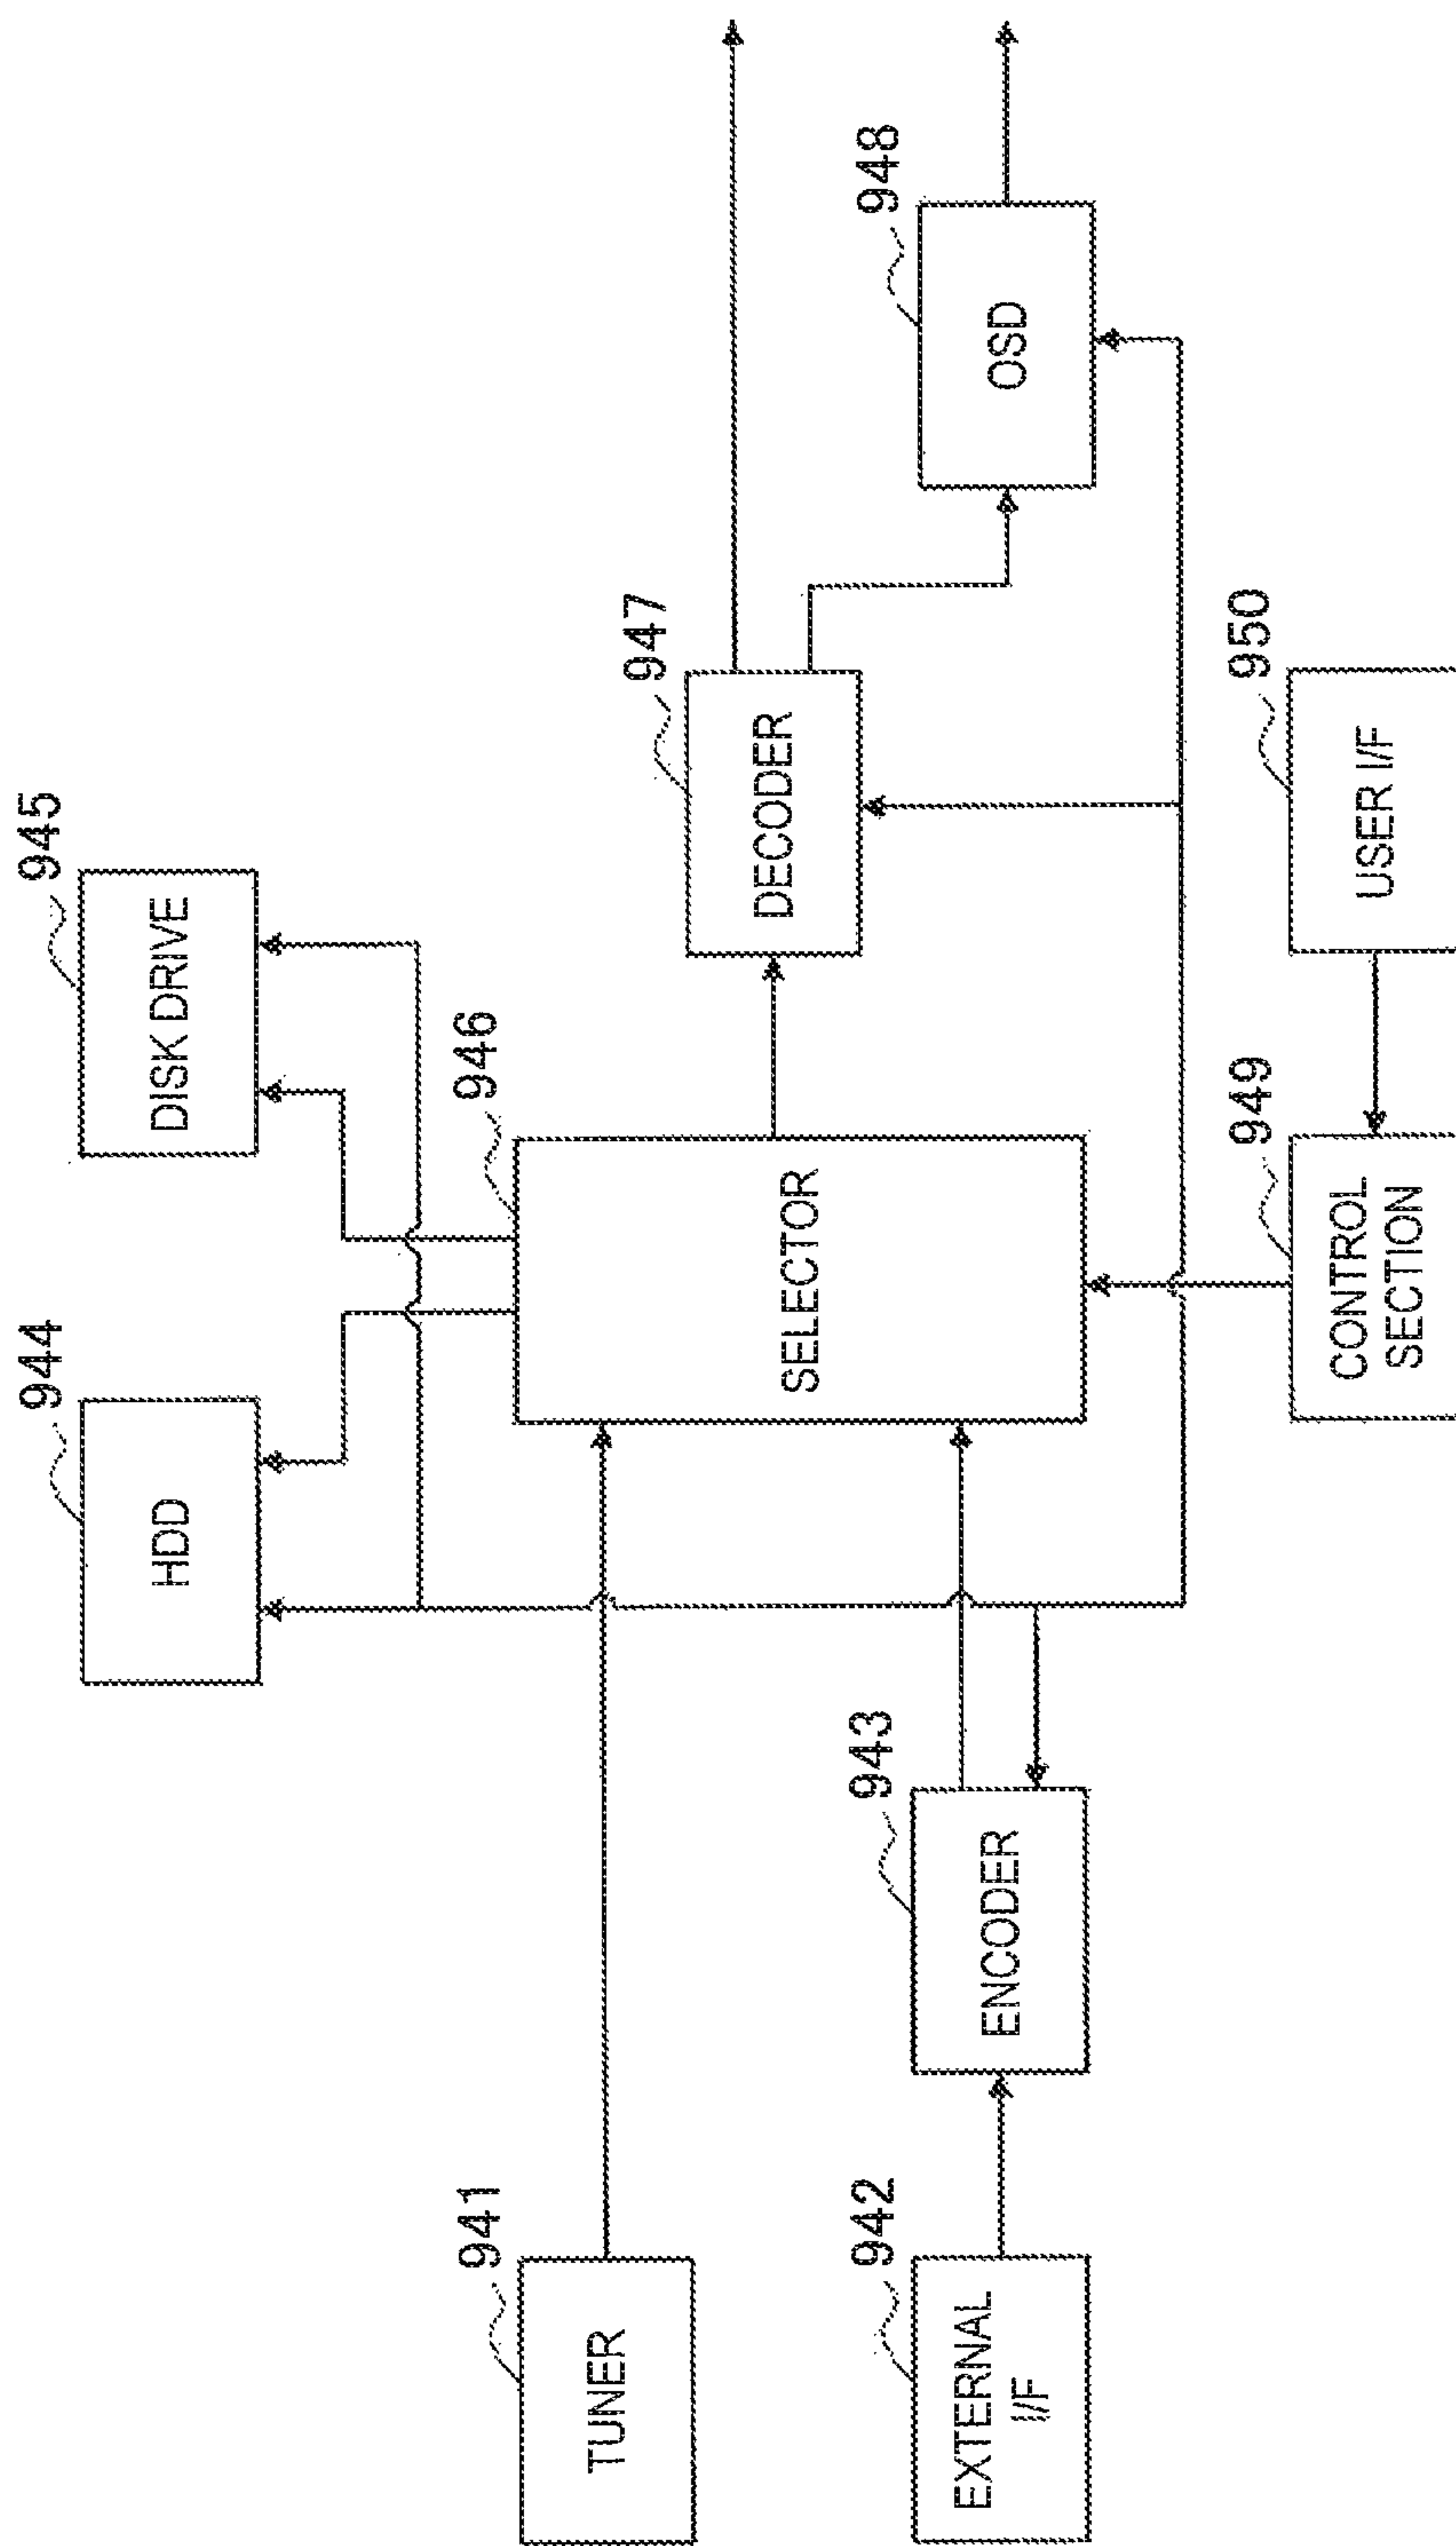 944
HDD
945
DISK DRIVE
941
TUNER
946
SELECTOR
947
DECODER
942
EXTERNAL
I/F
943
ENCODER
948
OSD
949
CONTROL
SECTION
950
USER I/F